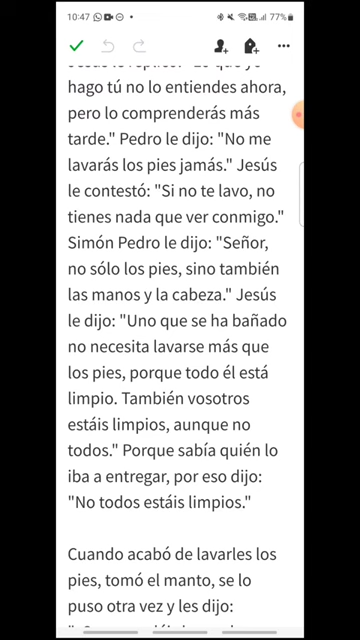 10:47
77%
hago tú no lo entiendes ahora,
pero lo comprenderás más
tarde." Pedro le dijo: "No me
lavarás los pies jamás." Jesús
le contestó: "Si no te lavo, no
tienes nada que ver conmigo."
Simón Pedro le dijo: "Señor,
no sólo los pies, sino también
las manos y la cabeza." Jesús
le dijo: "Uno que se ha bañado
no necesita lavarse más que
los pies, porque todo él está
limpio. También vosotros
estáis limpios, aunque no
todos." Porque sabía quién lo
iba a entregar, por eso dijo:
"No todos estáis limpios."
Cuando acabó de lavarles los
pies, tomó el manto, se lo
puso otra vez y les dijo: